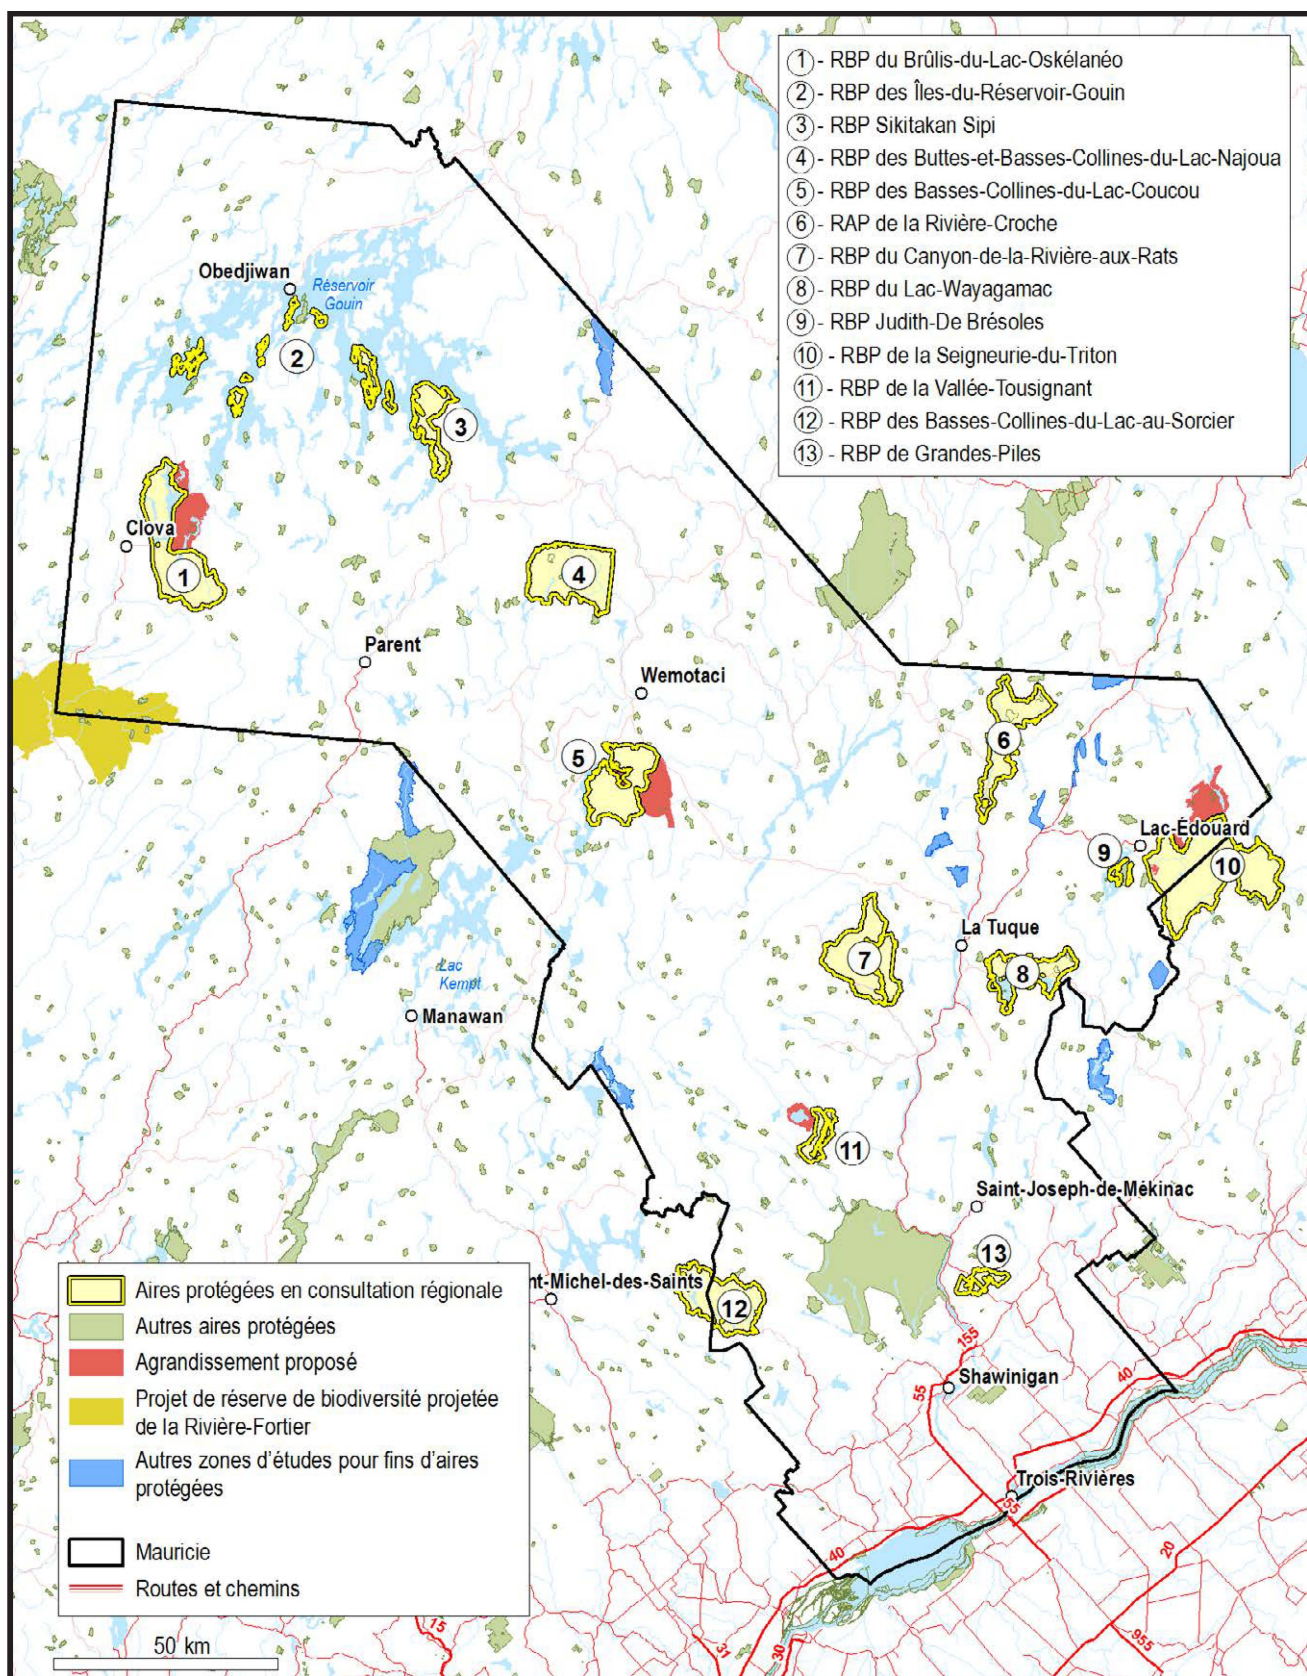 1 - RBP du Brûlis-du-Lac-Oskélanéo
2 - RBP des Îles-du-Réservoir-Gouin
3 - RBP Sikitakan Sipi
4 - RBP des Buttes-et-Basses-Collines-du-Lac-Najoua
5 - RBP des Basses-Collines-du-Lac-Coucou
6 - RAP de la Rivière-Croche
7 - RBP du Canyon-de-la-Rivière-aux-Rats
8 - RBP du Lac-Wayagamac
9 - RBP Judith-De Brésoles
10 - RBP de la Seigneurie-du-Triton
11 - RBP de la Vallée-Tousignant
12 - RBP des Basses-Collines-du-Lac-au-Sorcier
13 - RBP de Grandes-Piles
Obedjiwan
Réservoir
Gouin
2
3
Clova
1
4
Parent
Wemotaci
5
6
Lac-Édouard
9
10
La Tuque
7
8
Lac
Kempt
Manawan
11
Saint-Joseph-de-Mékinac
13
nt-Michel-des-Saints
12
155
55
Shawinigan
40
Trois-Rivières
55
40
20
15
31
30
955
Aires protégées en consultation régionale
Autres aires protégées
Agrandissement proposé
Projet de réserve de biodiversité projetée
de la Rivière-Fortier
Autres zones d'études pour fins d'aires
protégées
Mauricie
Routes et chemins
50 km